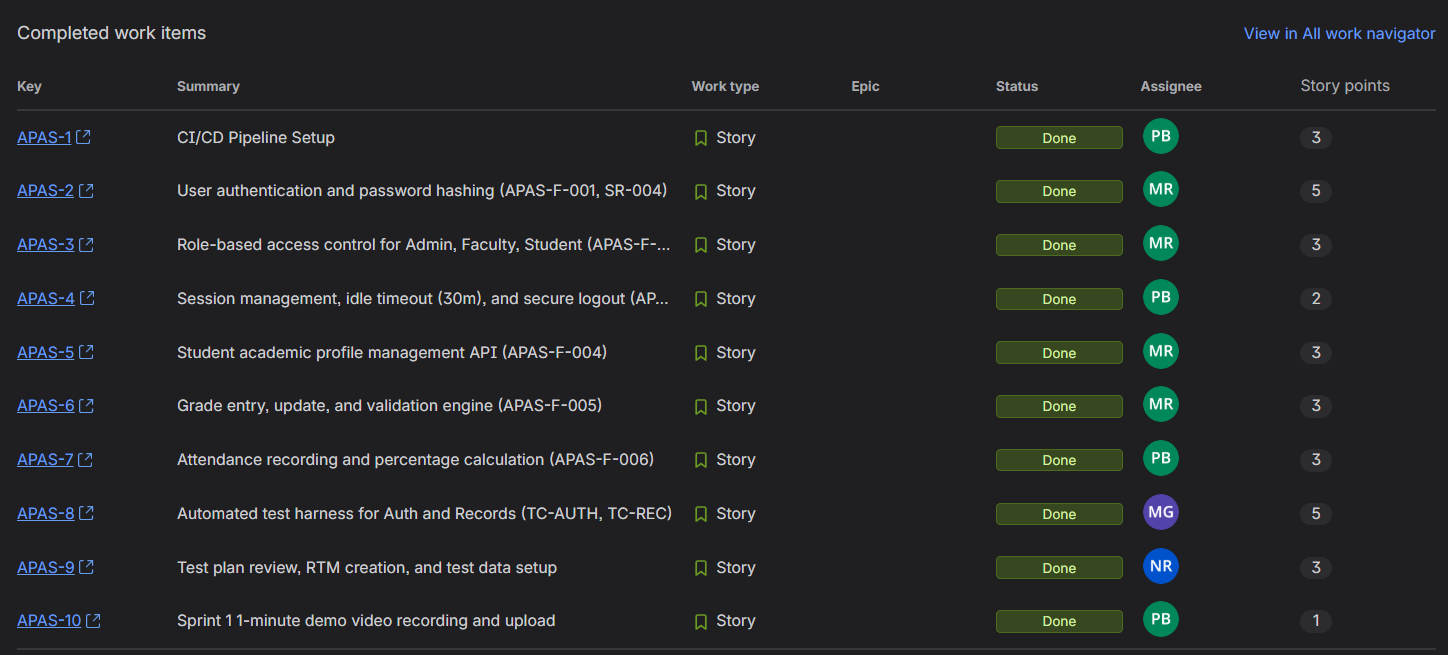 Completed work items View in All work navigator
Key Summary Work type Epic Status Assignee Story points
APAS-1 CI/CD Pipeline Setup Story Done PB 3
APAS-2 User authentication and password hashing (APAS-F-001, SR-004) Story Done MR 5
APAS-3 Role-based access control for Admin, Faculty, Student (APAS-F-... Story Done MR 3
APAS-4 Session management, idle timeout (30m), and secure logout (AP... Story Done PB 2
APAS-5 Student academic profile management API (APAS-F-004) Story Done MR 3
APAS-6 Grade entry, update, and validation engine (APAS-F-005) Story Done MR 3
APAS-7 Attendance recording and percentage calculation (APAS-F-006) Story Done PB 3
APAS-8 Automated test harness for Auth and Records (TC-AUTH, TC-REC) Story Done MG 5
APAS-9 Test plan review, RTM creation, and test data setup Story Done NR 3
APAS-10 Sprint 1 1-minute demo video recording and upload Story Done PB 1